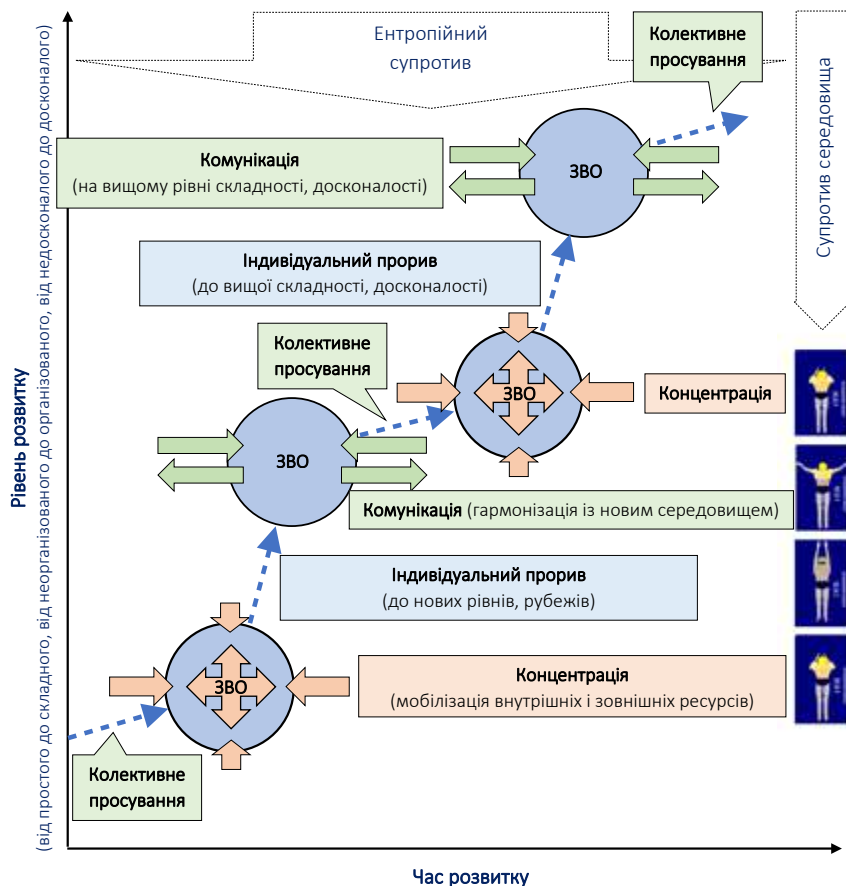 Ентропійний
супротив
Колективне
просування
Супротив середовища
Комунікація
(на вищому рівні складності, досконалості)
ЗВО
Індивідуальний прорив
(до вищої складності, досконалості)
Колективне
просування
ЗВО
Концентрація
ЗВО
Комунікація (гармонізація із новим середовищем)
Індивідуальний прорив
(до нових рівнів, рубежів)
Концентрація
(мобілізація внутрішніх і зовнішніх ресурсів)
ЗВО
Колективне
просування
Рівень розвитку
(від простого до складного, від неорганізованого до організованого, від недосконалого до досконалого)
Час розвитку